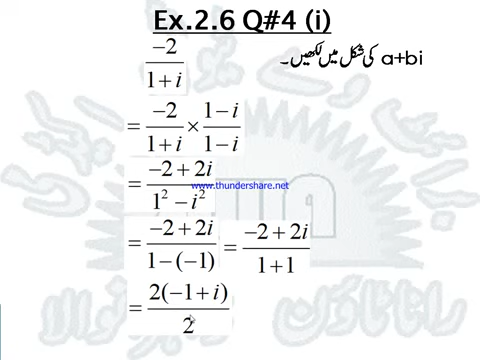 Ex.2.6 Q#4 (i)
a+bi کی شکل میں لکھیں۔
−2/(1+i)
= −2/(1+i) × (1−i)/(1−i)
= (−2+2i)/(1²−i²)
www.thundershare.net
= (−2+2i)/(1−(−1)) = (−2+2i)/(1+1)
= 2(−1+i)/2